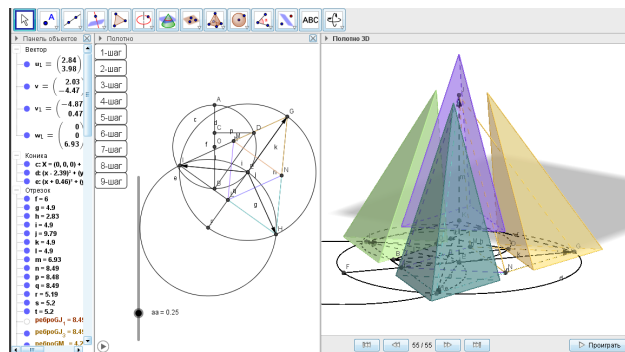 ABC
Панель объектов
Полотно
Полотно 3D
Вектор
u₁ = (2.84
3.98)
v = (2.03
-4.47
v₁ = (-4.87
0.47
w₁ = (0
0
6.93
Коника
c: X = (0, 0, 0) +
d: (x - 2.39)² + (y
e: (x + 0.46)² + (
Отрезок
f = 6
g = 4.9
h = 2.83
i = 4.9
j = 9.79
k = 4.9
l = 4.9
m = 6.93
n = 8.49
p = 8.48
q = 8.49
r = 5.19
s = 5.2
t = 5.2
реброGJ₁ = 8.4
реброGJ₂ = 8.4
реброGM = 4.2
1-шаг
2-шаг
3-шаг
4-шаг
5-шаг
6-шаг
7-шаг
8-шаг
9-шаг
A
G
c
d
C
D
p
M
k
f
O
N
h
i
j
e
B
g
H
aa = 0.25
F
B
N
G
d
55 / 55
Проиграть